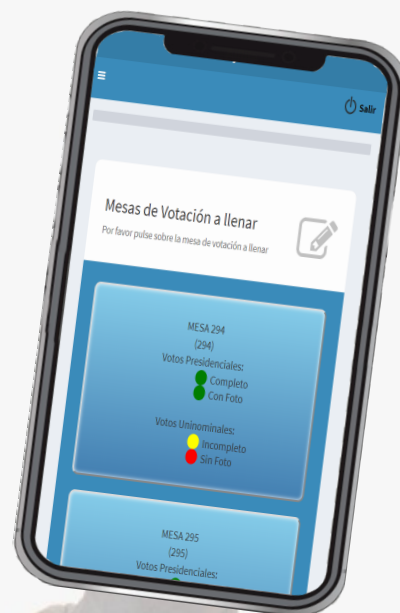 Salir
Mesas de Votación a llenar
Por favor pulse sobre la mesa de votación a llenar
MESA 294
(294)
Votos Presidenciales:
Completo
Con Foto
Votos Uninominales:
Incompleto
Sin Foto
MESA 295
(295)
Votos Presidenciales: